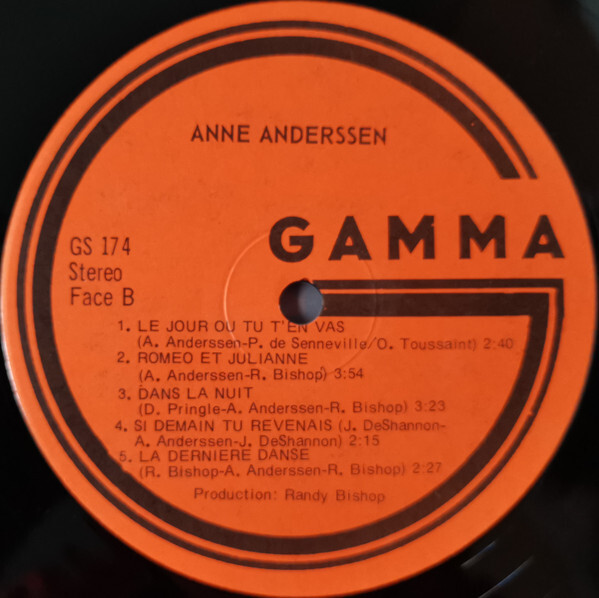 ANNE ANDERSSEN
GAMMA
GS 174
Stereo
Face B
1. LE JOUR OU TU T'EN VAS
(A. Anderssen-P. de Senneville/O. Toussaint) 2:40
2. ROMEO ET JULIANNE
(A. Anderssen-R. Bishop) 3:54
3. DANS LA NUIT
(D. Pringle-A. Anderssen-R. Bishop) 3:23
4. SI DEMAIN TU REVENAIS (J. DeShannon-
A. Anderssen-J. DeShannon) 2:15
5. LA DERNIERE DANSE
(R. Bishop-A. Anderssen-R. Bishop) 2:27
Production: Randy Bishop